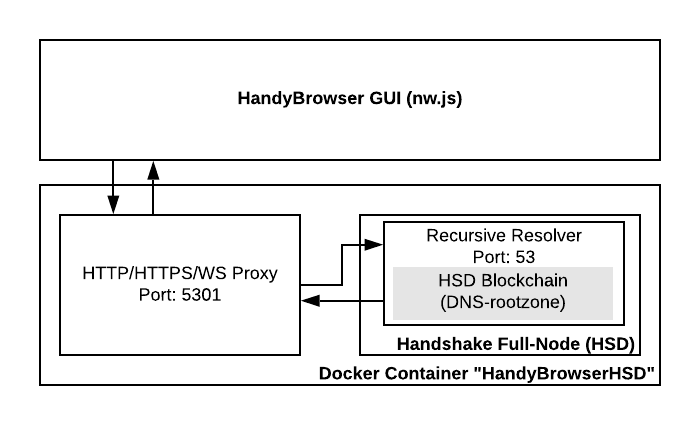 HandyBrowser GUI (nw.js)
HTTP/HTTPS/WS Proxy
Port: 5301
Recursive Resolver
Port: 53
HSD Blockchain
(DNS-rootzone)
Handshake Full-Node (HSD)
Docker Container "HandyBrowserHSD"